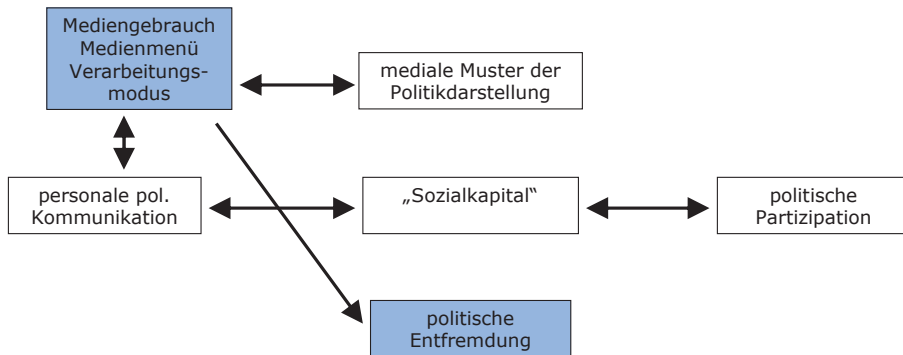 Mediengebrauch
Medienmenü
Verarbeitungs-
modus
mediale Muster der
Politikdarstellung
personale pol.
Kommunikation
„Sozialkapital“
politische
Partizipation
politische
Entfremdung